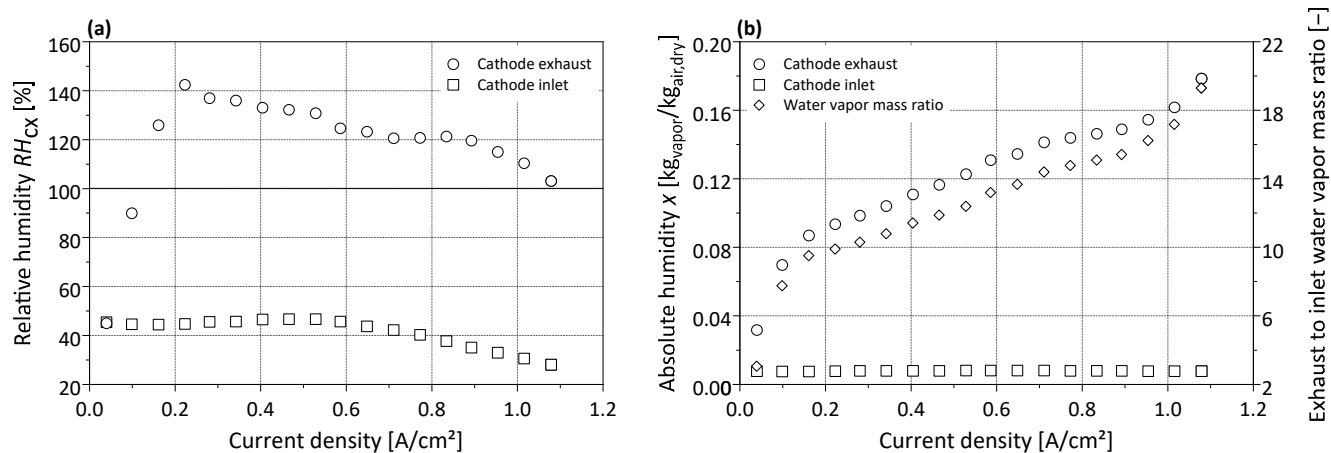 (a)
160
140
120
100
80
60
40
20
0.0 0.2 0.4 0.6 0.8 1.0 1.2
Relative humidity RHcx [%]
Current density [A/cm²]
Cathode exhaust
Cathode inlet
(b)
0.20
0.16
0.12
0.08
0.04
0.00
0
22
18
14
10
6
2
0.0 0.2 0.4 0.6 0.8 1.0 1.2
Absolute humidity x [kgvapor/kgair,dry]
Current density [A/cm²]
Exhaust to inlet water vapor mass ratio [−]
Cathode exhaust
Cathode inlet
Water vapor mass ratio